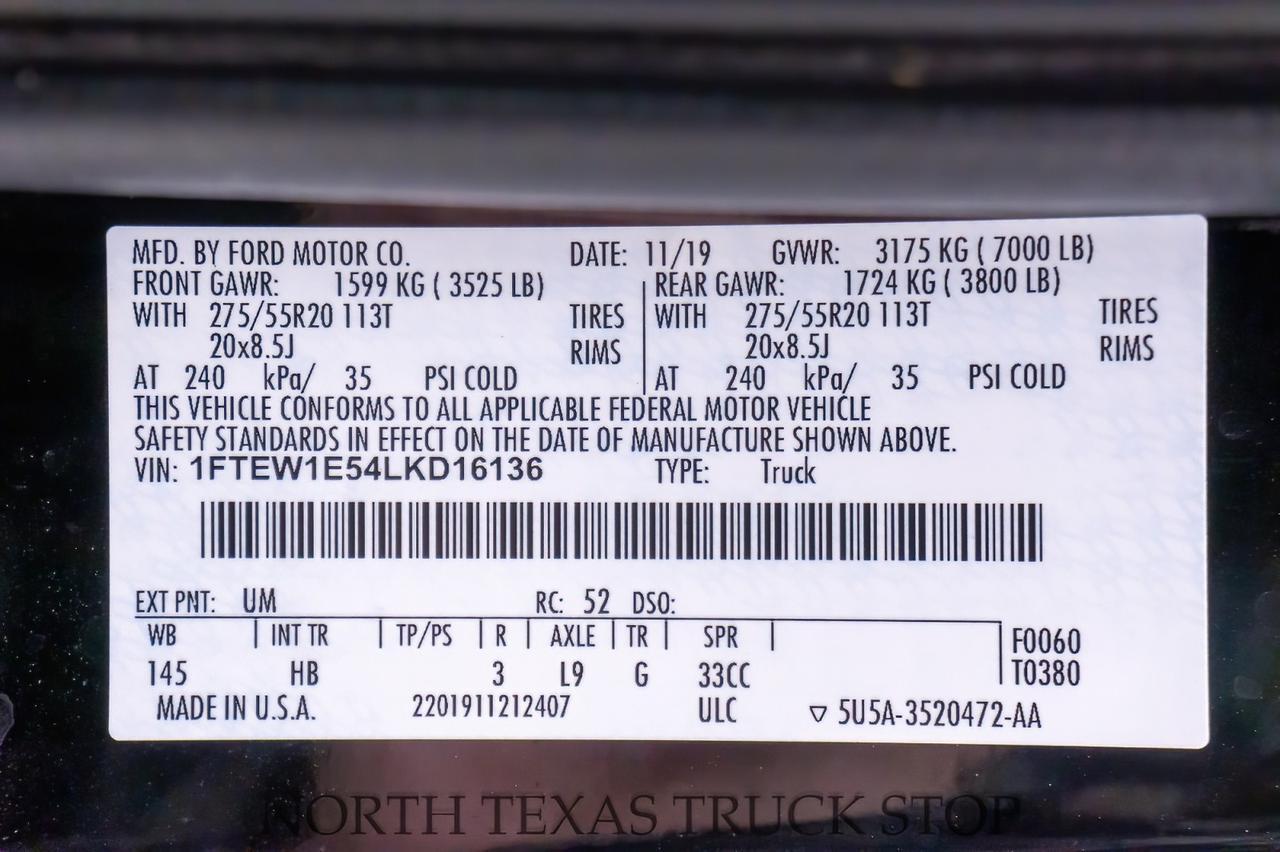 MFD. BY FORD MOTOR CO. DATE: 11/19 GVWR: 3175 KG ( 7000 LB)
FRONT GAWR: 1599 KG ( 3525 LB) REAR GAWR: 1724 KG ( 3800 LB)
WITH 275/55R20 113T TIRES WITH 275/55R20 113T TIRES
20x8.5J RIMS 20x8.5J RIMS
AT 240 kPa/ 35 PSI COLD AT 240 kPa/ 35 PSI COLD
THIS VEHICLE CONFORMS TO ALL APPLICABLE FEDERAL MOTOR VEHICLE
SAFETY STANDARDS IN EFFECT ON THE DATE OF MANUFACTURE SHOWN ABOVE.
VIN: 1FTEW1E54LKD16136 TYPE: Truck
EXT PNT: UM RC: 52 DSO:
WB INT TR TP/PS R AXLE TR SPR F0060
145 HB 3 L9 G 33CC T0380
MADE IN U.S.A. 2201911212407 ULC ▽ 5U5A-3520472-AA
NORTH TEXAS TRUCK STOP